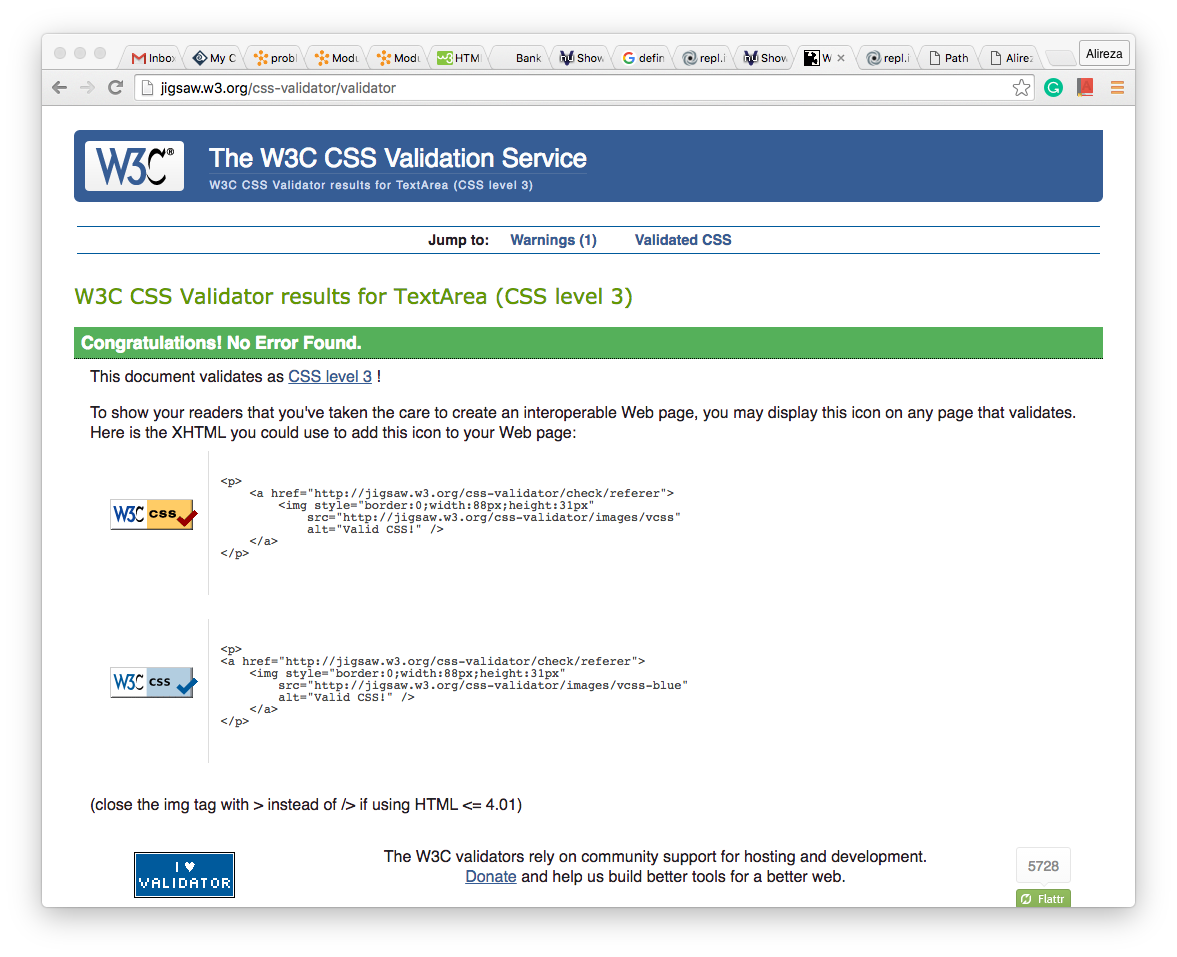 Inbox
My C
probl
Modu
Modu
HTM
Bank
Show
defin
repl.i
Show
W
repl.i
Path
Alirez
Alireza
jigsaw.w3.org/css-validator/validator
W3C®
The W3C CSS Validation Service
W3C CSS Validator results for TextArea (CSS level 3)
Jump to: Warnings (1) Validated CSS
W3C CSS Validator results for TextArea (CSS level 3)
Congratulations! No Error Found.
This document validates as CSS level 3 !
To show your readers that you've taken the care to create an interoperable Web page, you may display this icon on any page that validates.
Here is the XHTML you could use to add this icon to your Web page:
W3C css
<p>
    <a href="http://jigsaw.w3.org/css-validator/check/referer">
        <img style="border:0;width:88px;height:31px"
            src="http://jigsaw.w3.org/css-validator/images/vcss"
            alt="Valid CSS!" />
    </a>
</p>
W3C css
<p>
<a href="http://jigsaw.w3.org/css-validator/check/referer">
    <img style="border:0;width:88px;height:31px"
        src="http://jigsaw.w3.org/css-validator/images/vcss-blue"
        alt="Valid CSS!" />
    </a>
</p>
(close the img tag with > instead of /> if using HTML <= 4.01)
I ♥
VALIDATOR
The W3C validators rely on community support for hosting and development.
Donate and help us build better tools for a better web.
5728
Flattr